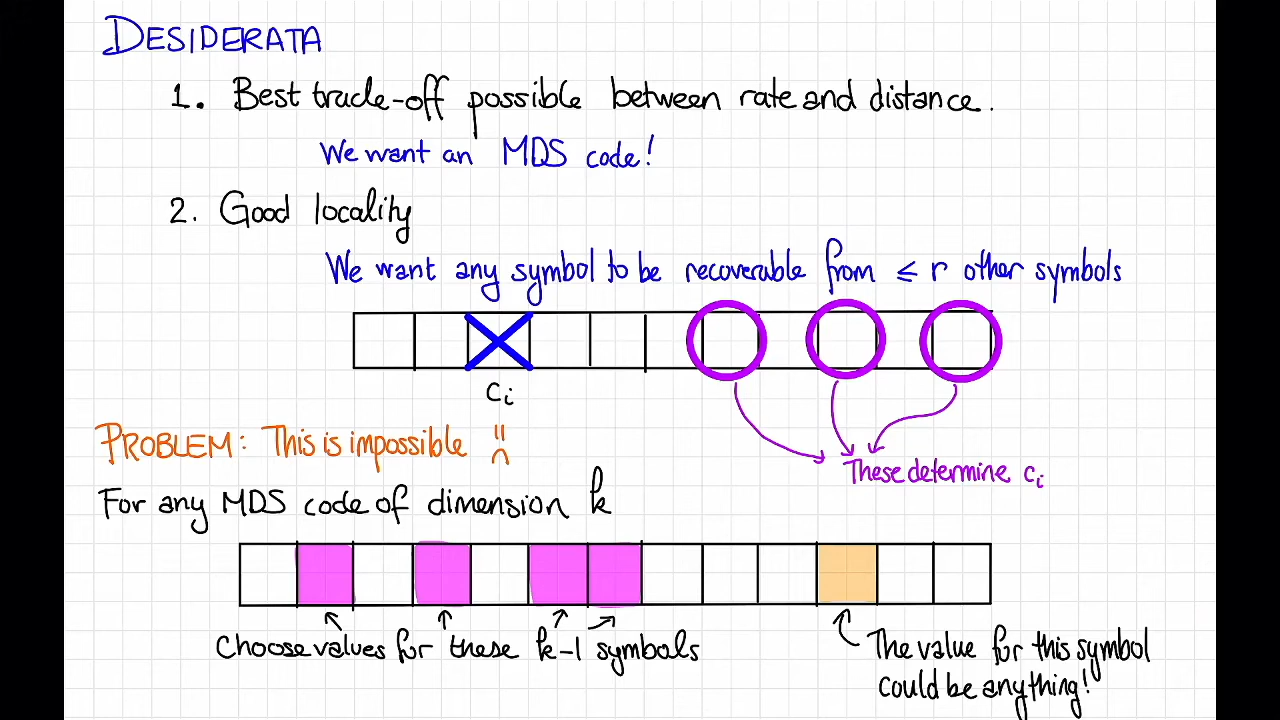 DESIDERATA
1. Best trade-off possible between rate and distance.
We want an MDS code!
2. Good locality
We want any symbol to be recoverable from ≤ r other symbols
ci
These determine ci
PROBLEM: This is impossible
For any MDS code of dimension k
Choose values for these k-1 symbols
The value for this symbol
could be anything!